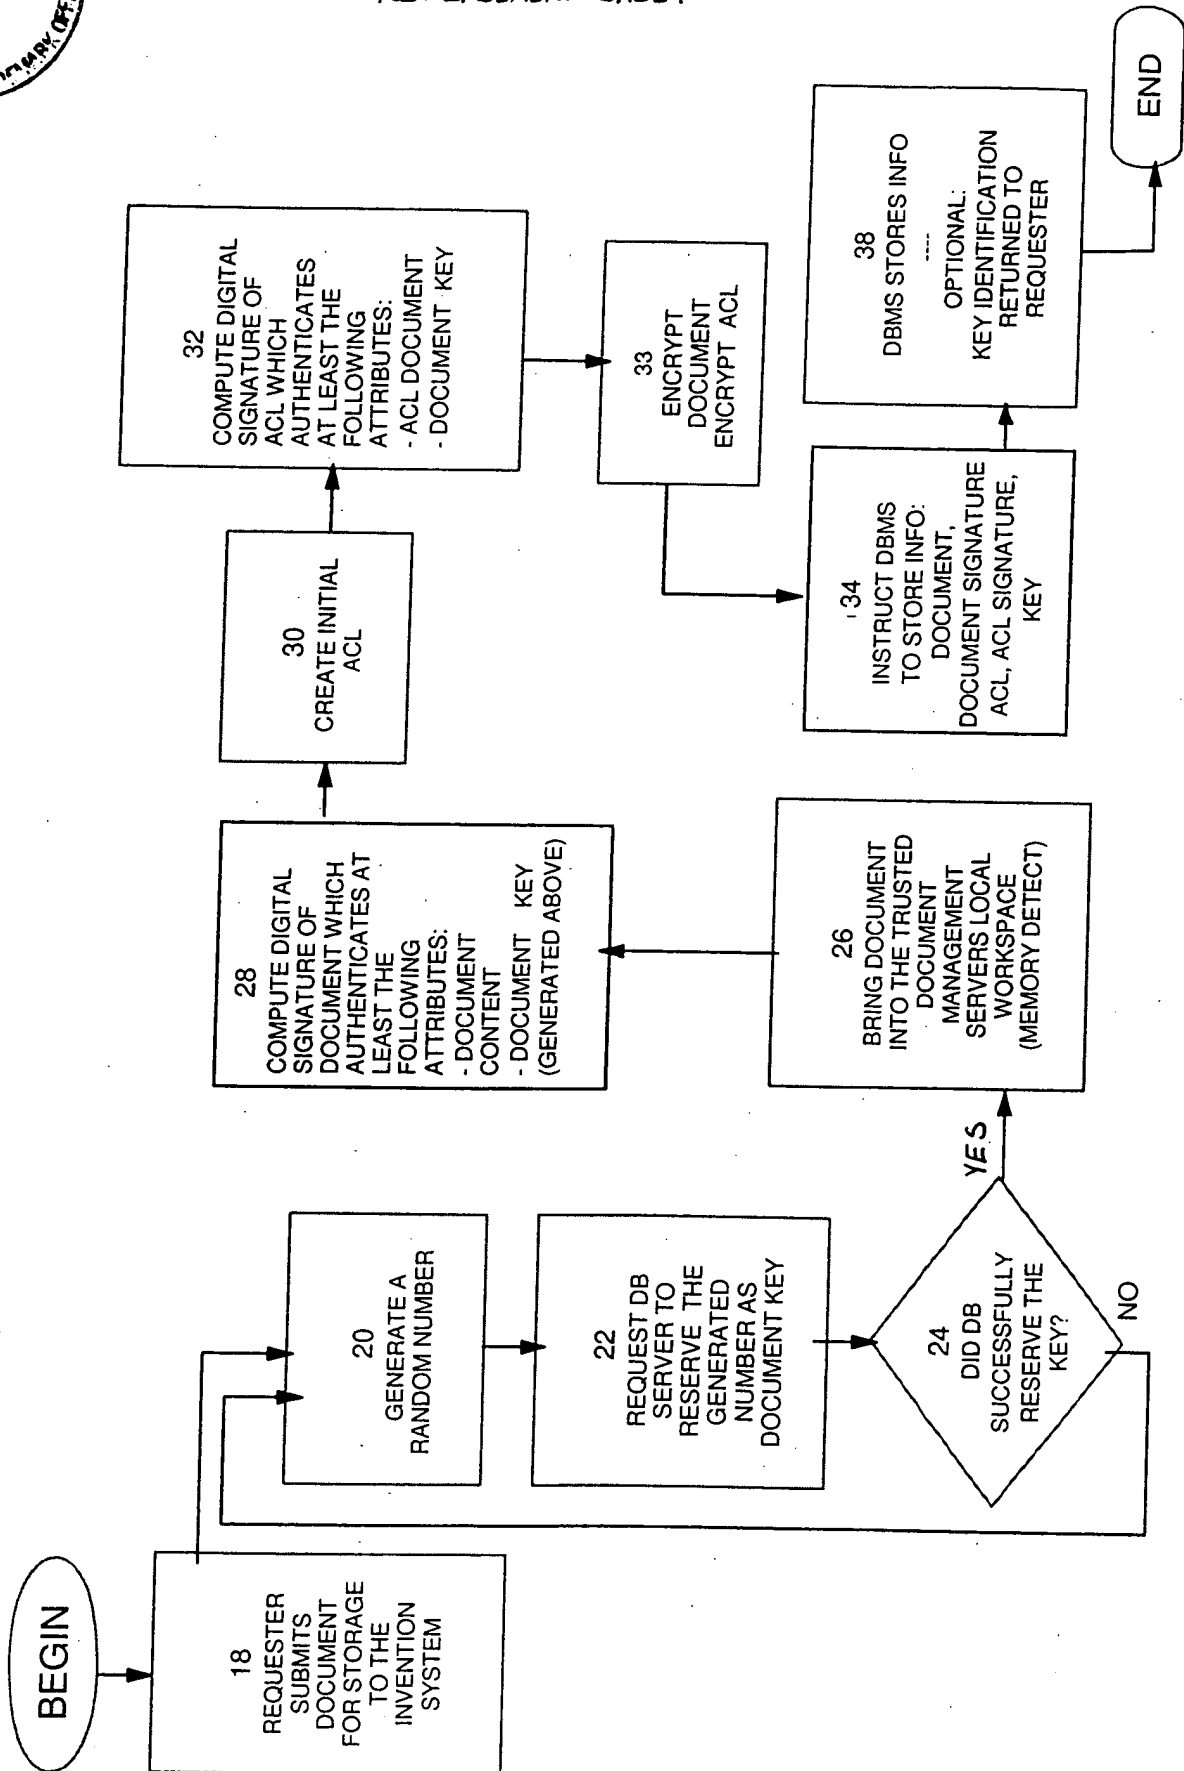 BEGIN
18
REQUESTER
SUBMITS
DOCUMENT
FOR STORAGE
TO THE
INVENTION
SYSTEM
20
GENERATE A
RANDOM NUMBER
22
REQUEST DB
SERVER TO
RESERVE THE
GENERATED
NUMBER AS
DOCUMENT KEY
24
DID DB
SUCCESSFULLY
RESERVE THE
KEY?
NO
YES
26
BRING DOCUMENT
INTO THE TRUSTED
DOCUMENT
MANAGEMENT
SERVERS LOCAL
WORKSPACE
(MEMORY DETECT)
28
COMPUTE DIGITAL
SIGNATURE OF
DOCUMENT WHICH
AUTHENTICATES AT
LEAST THE
FOLLOWING
ATTRIBUTES:
- DOCUMENT
CONTENT
- DOCUMENT KEY
(GENERATED ABOVE)
30
CREATE INITIAL
ACL
32
COMPUTE DIGITAL
SIGNATURE OF
ACL WHICH
AUTHENTICATES
AT LEAST THE
FOLLOWING
ATTRIBUTES:
- ACL DOCUMENT
- DOCUMENT KEY
33
ENCRYPT
DOCUMENT
ENCRYPT ACL
34
INSTRUCT DBMS
TO STORE INFO:
DOCUMENT,
DOCUMENT SIGNATURE
ACL, ACL SIGNATURE,
KEY
38
DBMS STORES INFO
----
OPTIONAL:
KEY IDENTIFICATION
RETURNED TO
REQUESTER
END